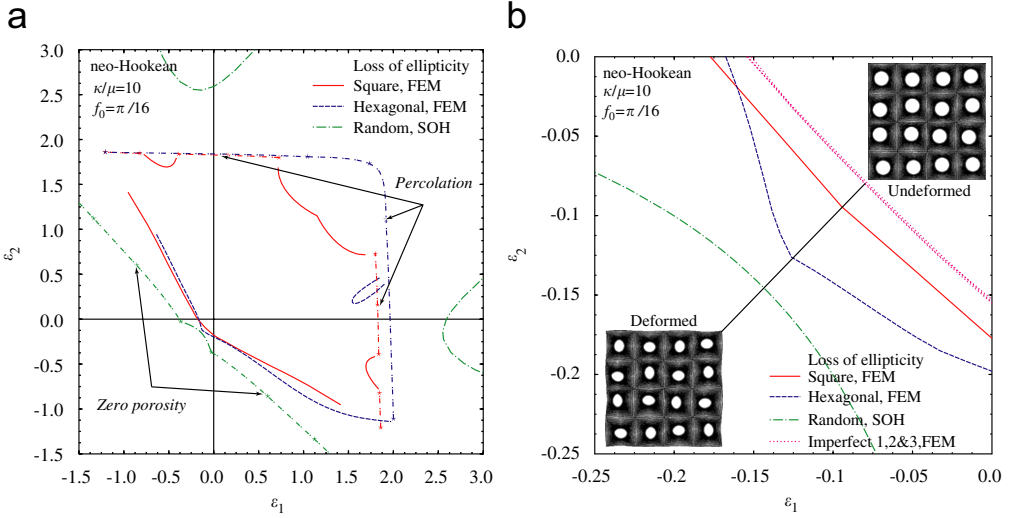 a
neo-Hookean
κ/μ=10
f₀=π/16
Loss of ellipticity
Square, FEM
Hexagonal, FEM
Random, SOH
Percolation
Zero porosity
3.0
2.5
2.0
1.5
1.0
0.5
0.0
-0.5
-1.0
-1.5
ε₂
-1.5 -1.0 -0.5 0.0 0.5 1.0 1.5 2.0 2.5 3.0
ε₁
b
neo-Hookean
κ/μ=10
f₀=π/16
Undeformed
Deformed
Loss of ellipticity
Square, FEM
Hexagonal, FEM
Random, SOH
Imperfect 1,2&3,FEM
0.0
-0.05
-0.1
-0.15
-0.2
-0.25
ε₂
-0.25 -0.2 -0.15 -0.1 -0.05 0.0
ε₁